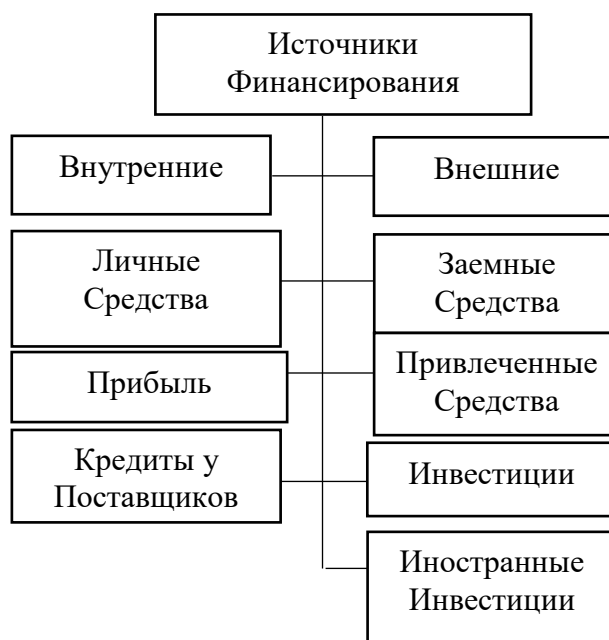 Источники
Финансирования
Внутренние
Внешние
Личные
Средства
Заемные
Средства
Прибыль
Привлеченные
Средства
Кредиты у
Поставщиков
Инвестиции
Иностранные
Инвестиции